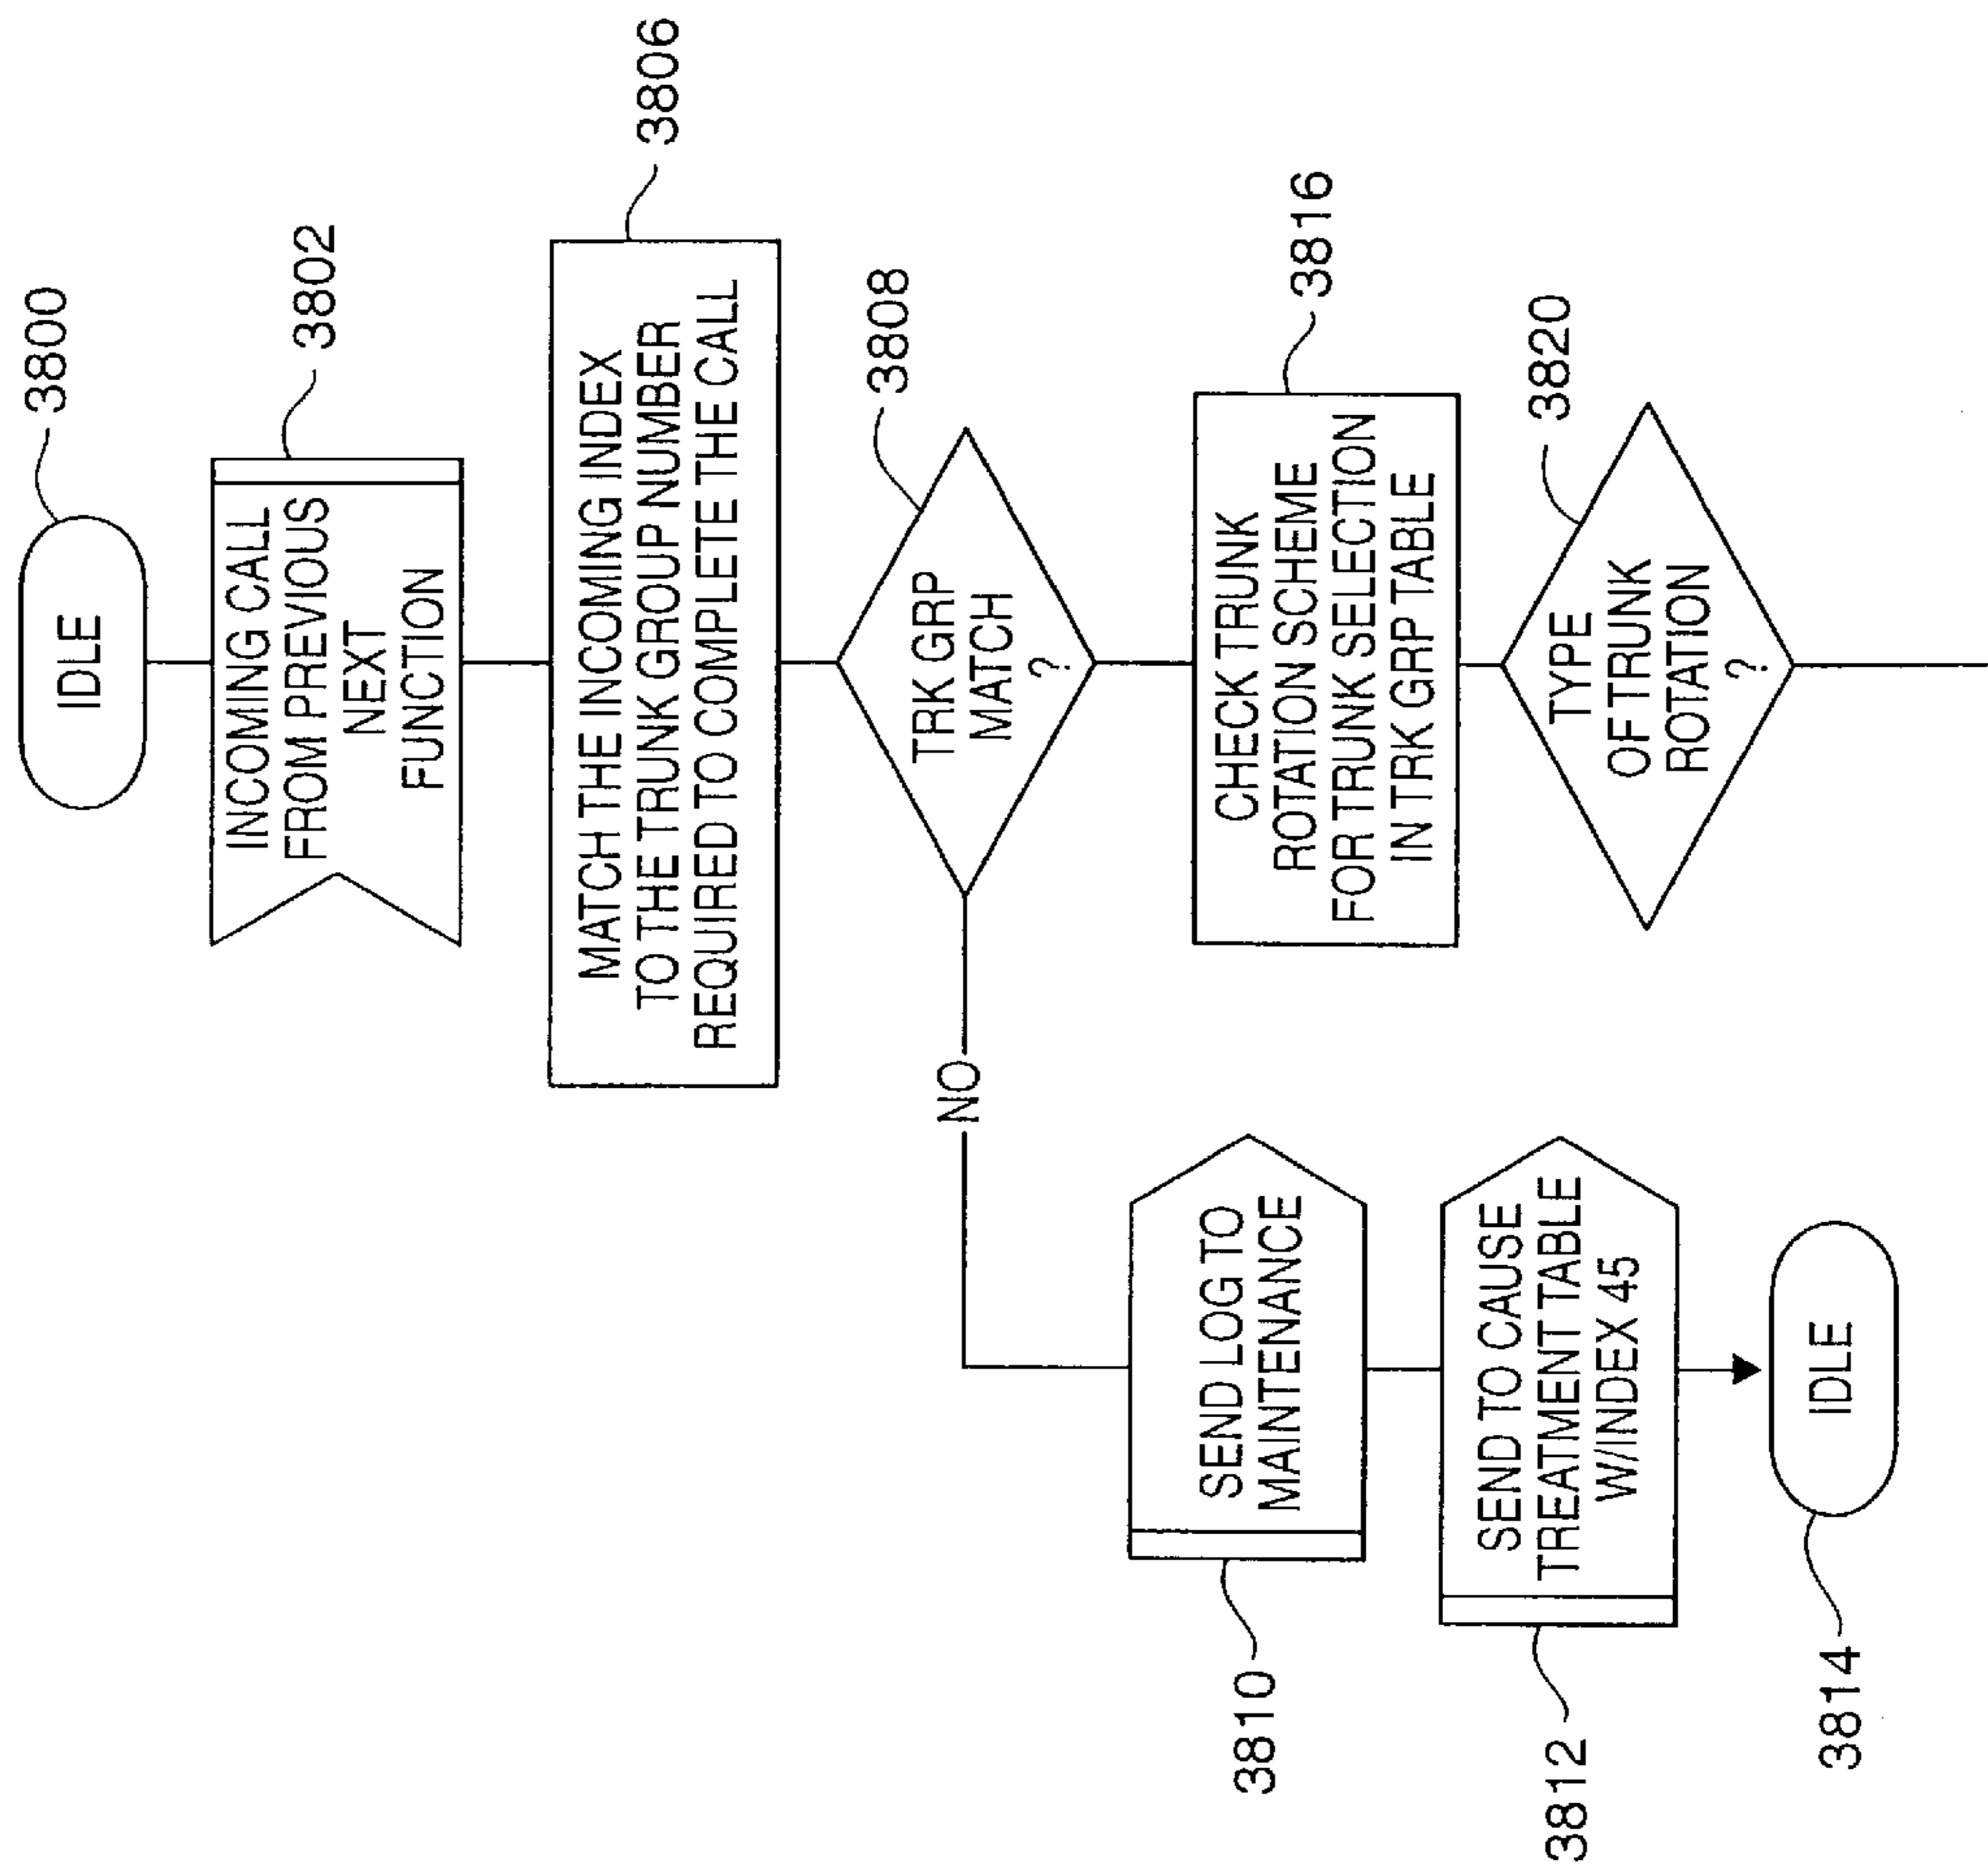 IDLE
3800
INCOMING CALL
FROM PREVIOUS
NEXT
FUNCTION
3802
MATCH THE INCOMING INDEX
TO THE TRUNK GROUP NUMBER
REQUIRED TO COMPLETE THE CALL
3806
TRK GRP
MATCH
?
3808
NO
SEND LOG TO
MAINTENANCE
3810
SEND TO CAUSE
TREATMENT TABLE
W/INDEX 45
3812
IDLE
3814
CHECK TRUNK
ROTATION SCHEME
FOR TRUNK SELECTION
IN TRK GRP TABLE
3816
TYPE
OF TRUNK
ROTATION
?
3820